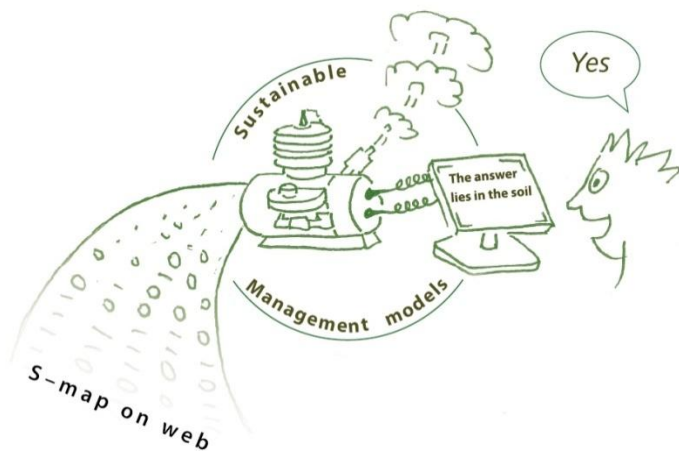 Sustainable
Yes
The answer
lies in the soil
Management models
S-map on web